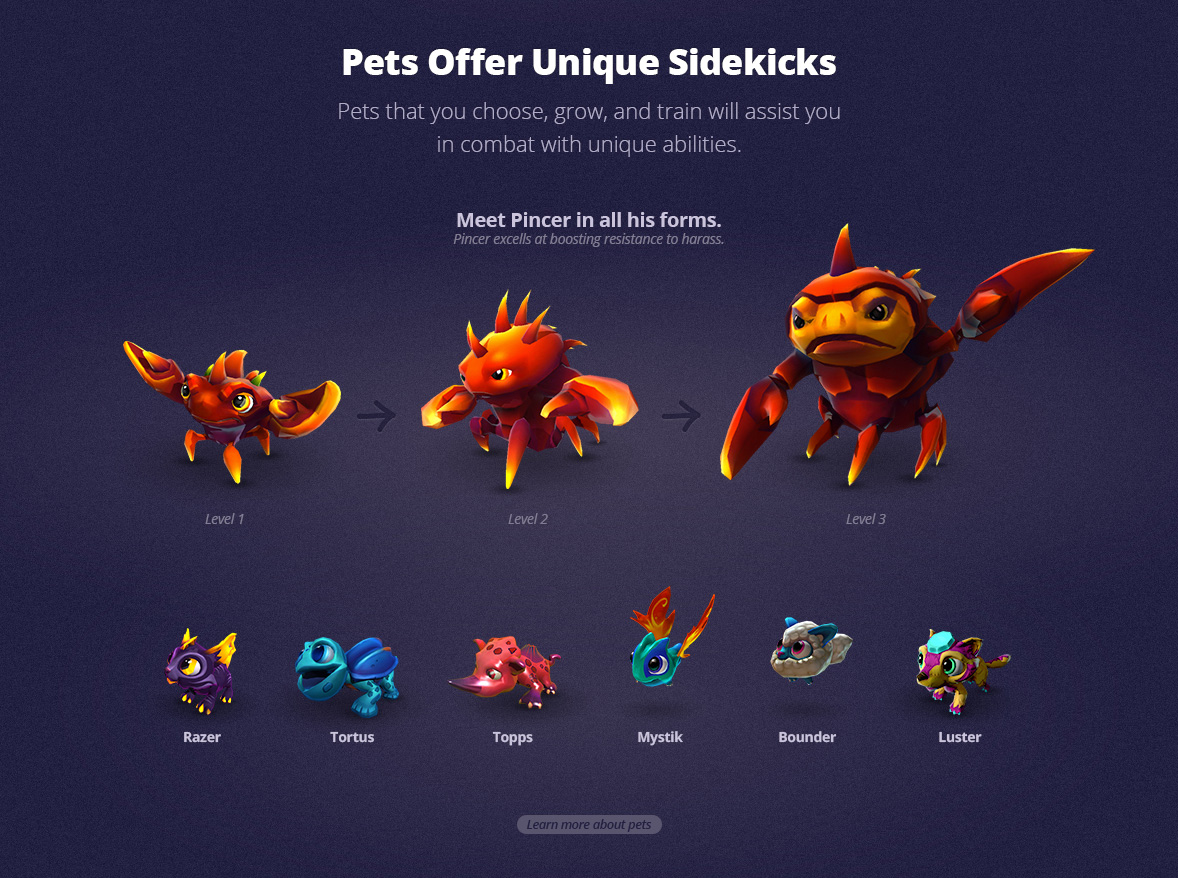 Pets Offer Unique Sidekicks
Pets that you choose, grow, and train will assist you
in combat with unique abilities.
Meet Pincer in all his forms.
Pincer excells at boosting resistance to harass.
Level 1
Level 2
Level 3
Razer
Tortus
Topps
Mystik
Bounder
Luster
Learn more about pets